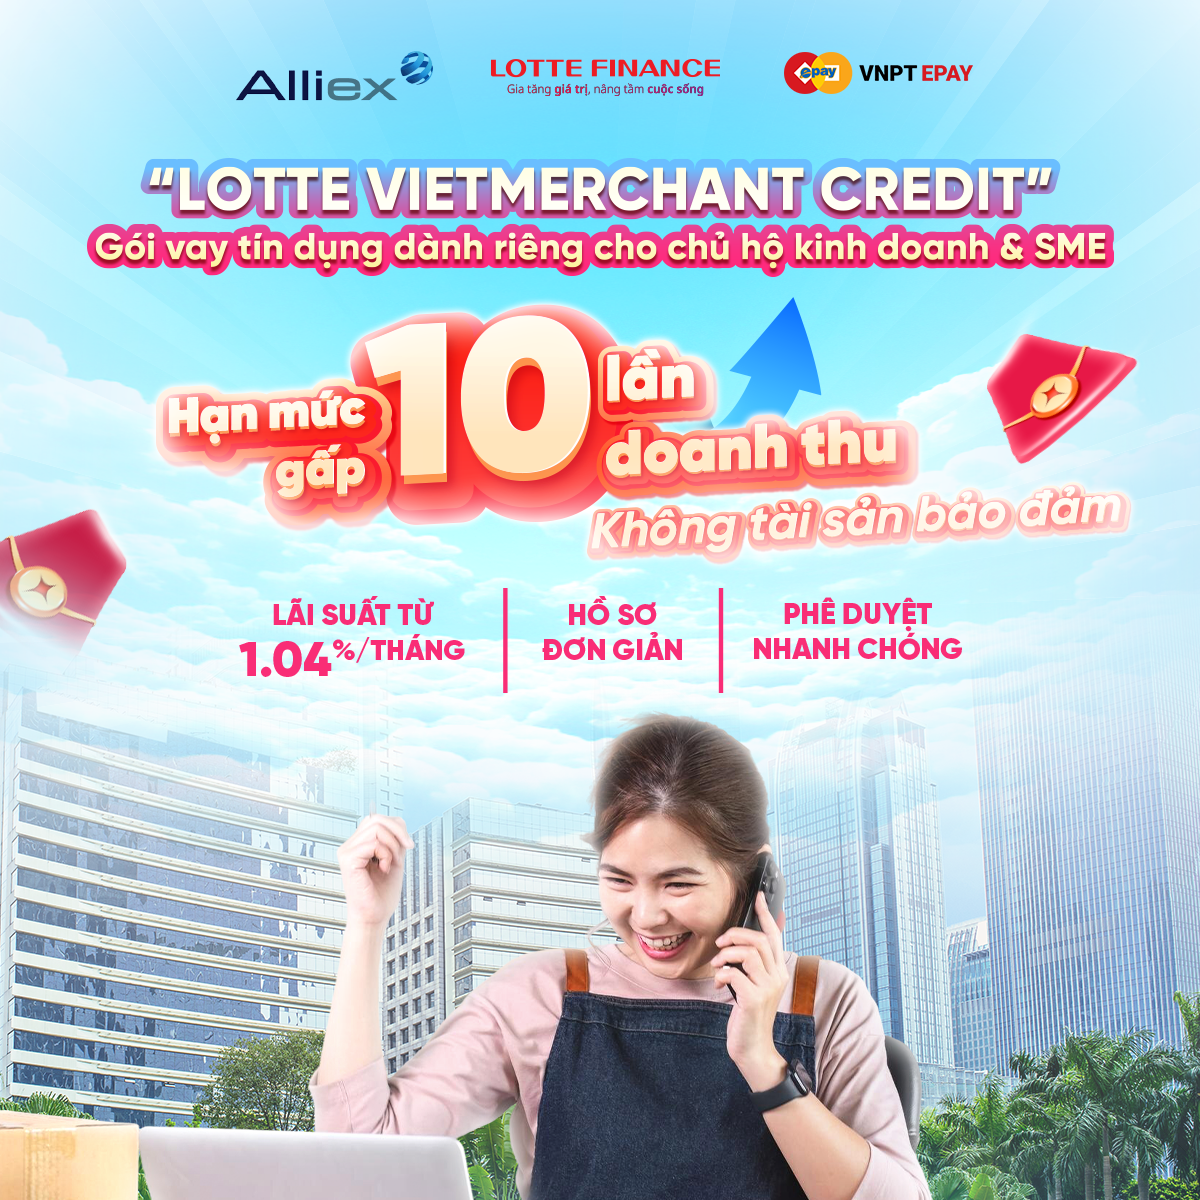 Alliex
LOTTE FINANCE
Gia tăng giá trị, nâng tầm cuộc sống
epay
VNPT EPAY
“LOTTE VIETMERCHANT CREDIT”
Gói vay tín dụng dành riêng cho chủ hộ kinh doanh & SME
Hạn mức
gấp
10
lần
doanh thu
Không tài sản bảo đảm
LÃI SUẤT TỪ
1.04%/THÁNG
HỒ SƠ
ĐƠN GIẢN
PHÊ DUYỆT
NHANH CHÓNG